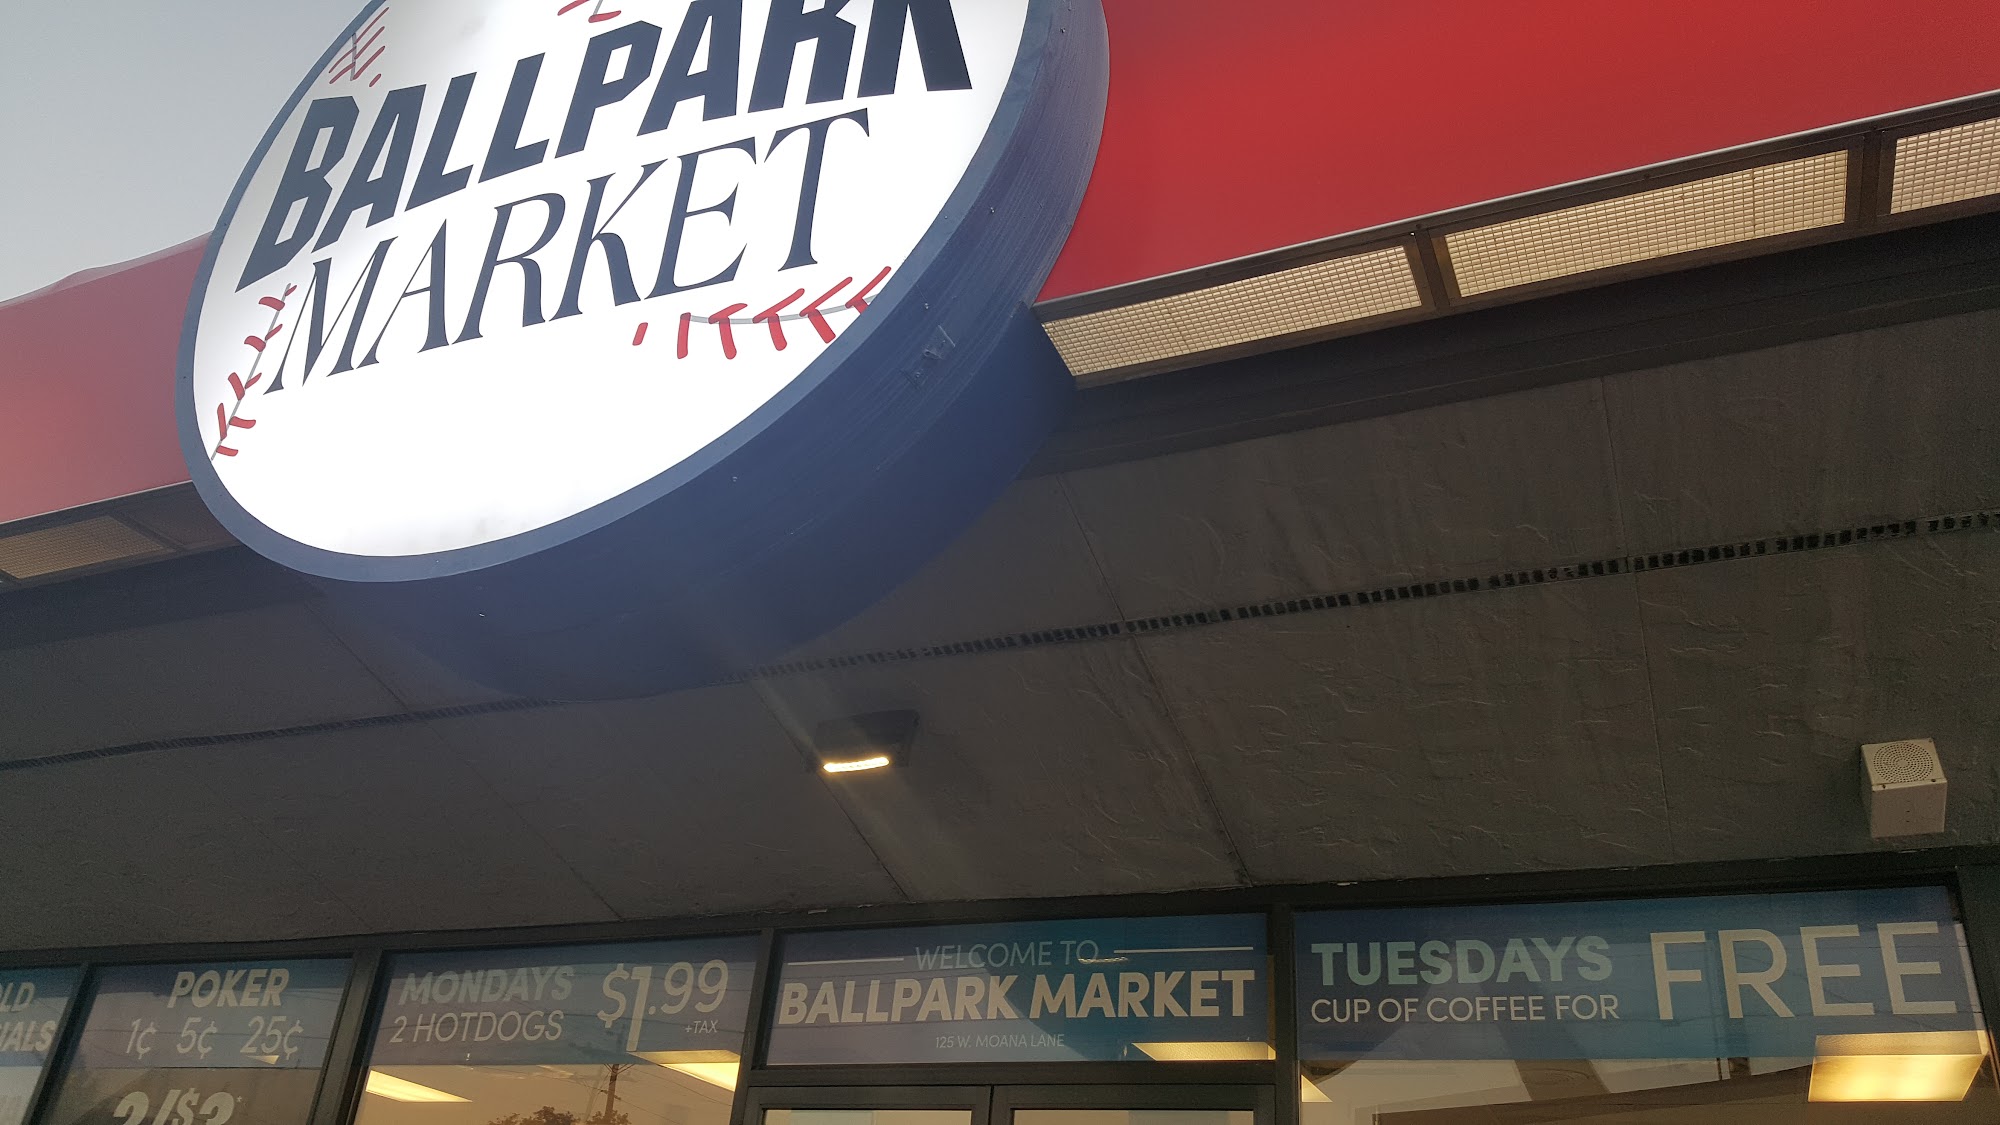 BALLPARK
MARKET
POKER
1¢ 5¢ 25¢
MONDAYS
2 HOTDOGS
$1.99
+TAX
WELCOME TO
BALLPARK MARKET
125 W. MOANA LANE
TUESDAYS
CUP OF COFFEE FOR
FREE